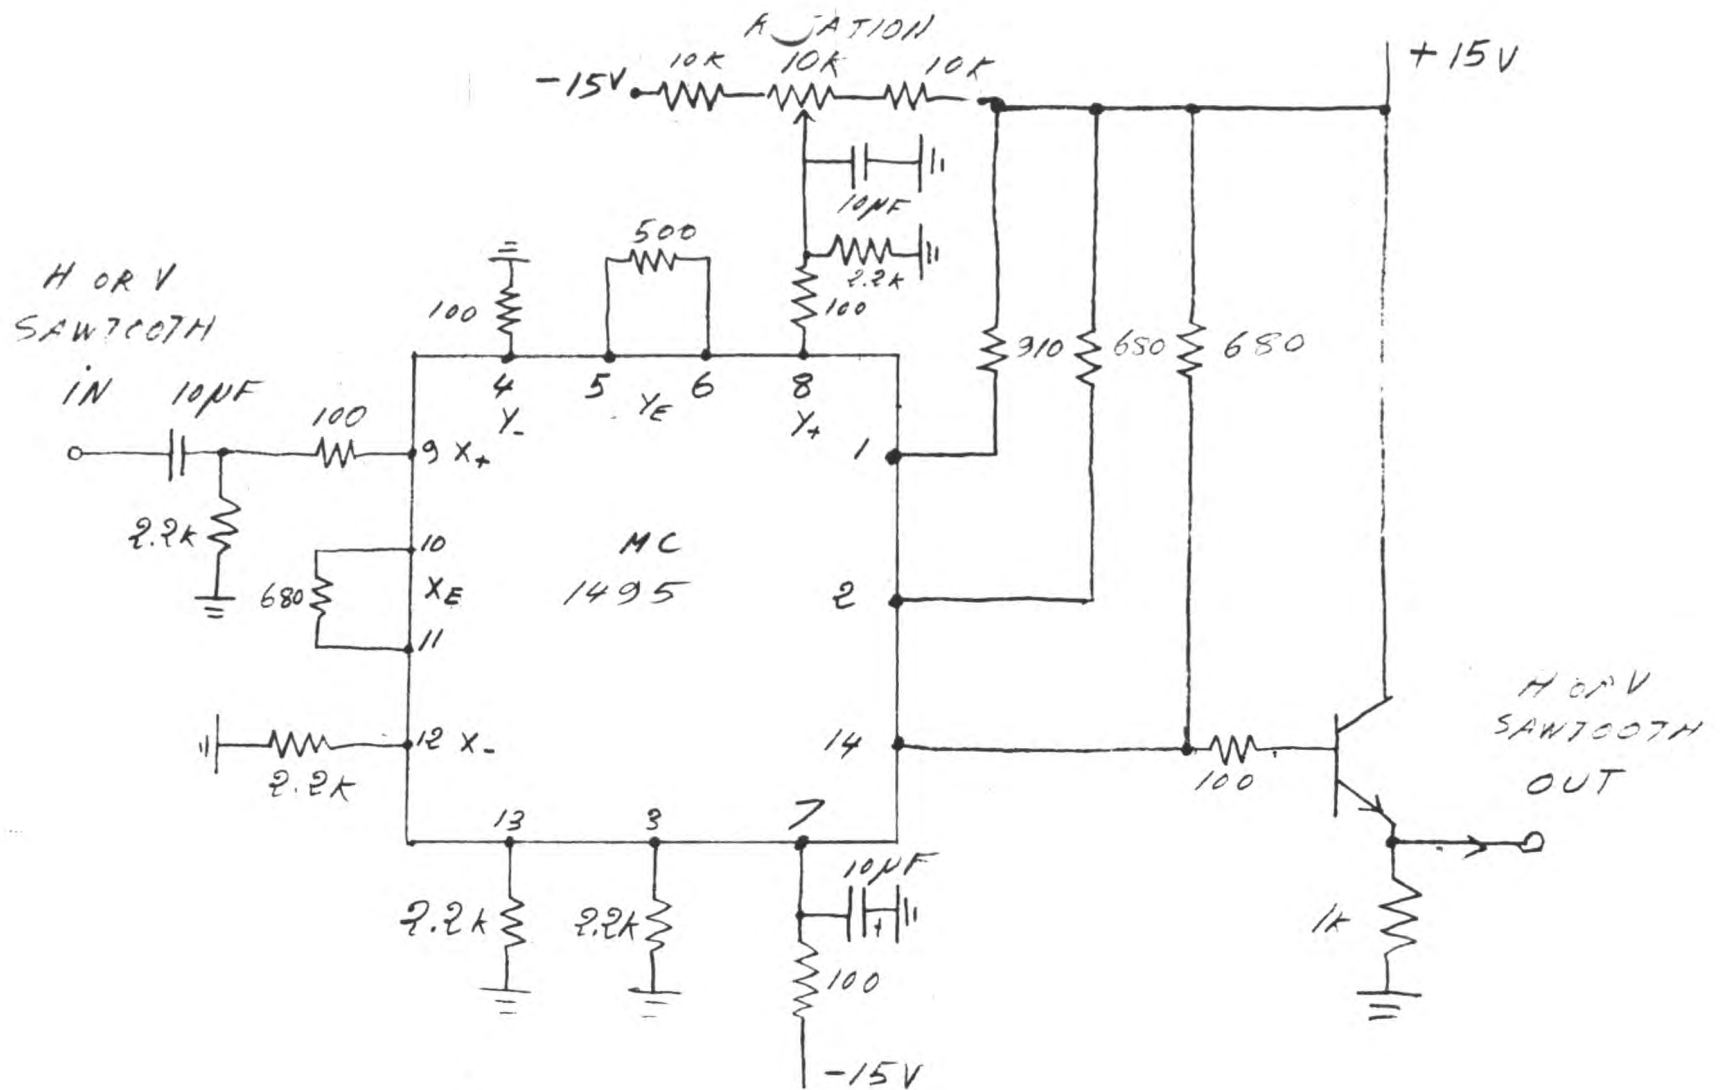 10K
10K
10K
-15V
+15V
10µF
2.2K
100
500
100
H OR V
SAWTOOTH
iN
10µF
100
2.2K
4
Y-
5
YE
6
8
Y+
910
680
680
9 X+
10
XE
11
680
12 X-
2.2K
MC
1495
1
2
14
13
3
7
2.2K
2.2K
10µF
+
100
-15V
100
H OR V
SAWTOOTH
OUT
1K